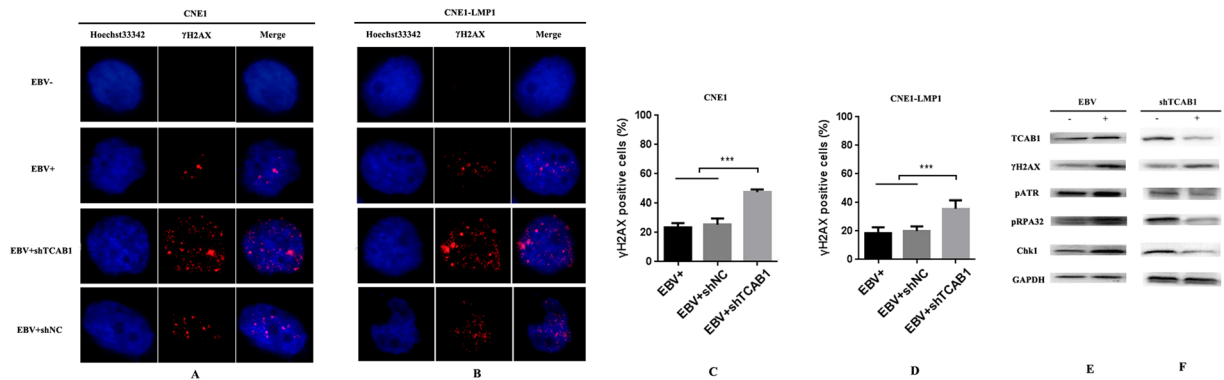 CNE1
Hoechst33342 γH2AX Merge
EBV-
EBV+
EBV+shTCAB1
EBV+shNC
A
CNE1-LMP1
Hoechst33342 γH2AX Merge
B
CNE1
γH2AX positive cells (%)
100
80
60
40
20
0
***
EBV+
EBV+shNC
EBV+shTCAB1
C
CNE1-LMP1
γH2AX positive cells (%)
100
80
60
40
20
0
***
EBV+
EBV+shNC
EBV+shTCAB1
D
EBV shTCAB1
- + - +
TCAB1
γH2AX
pATR
pRPA32
Chk1
GAPDH
E F